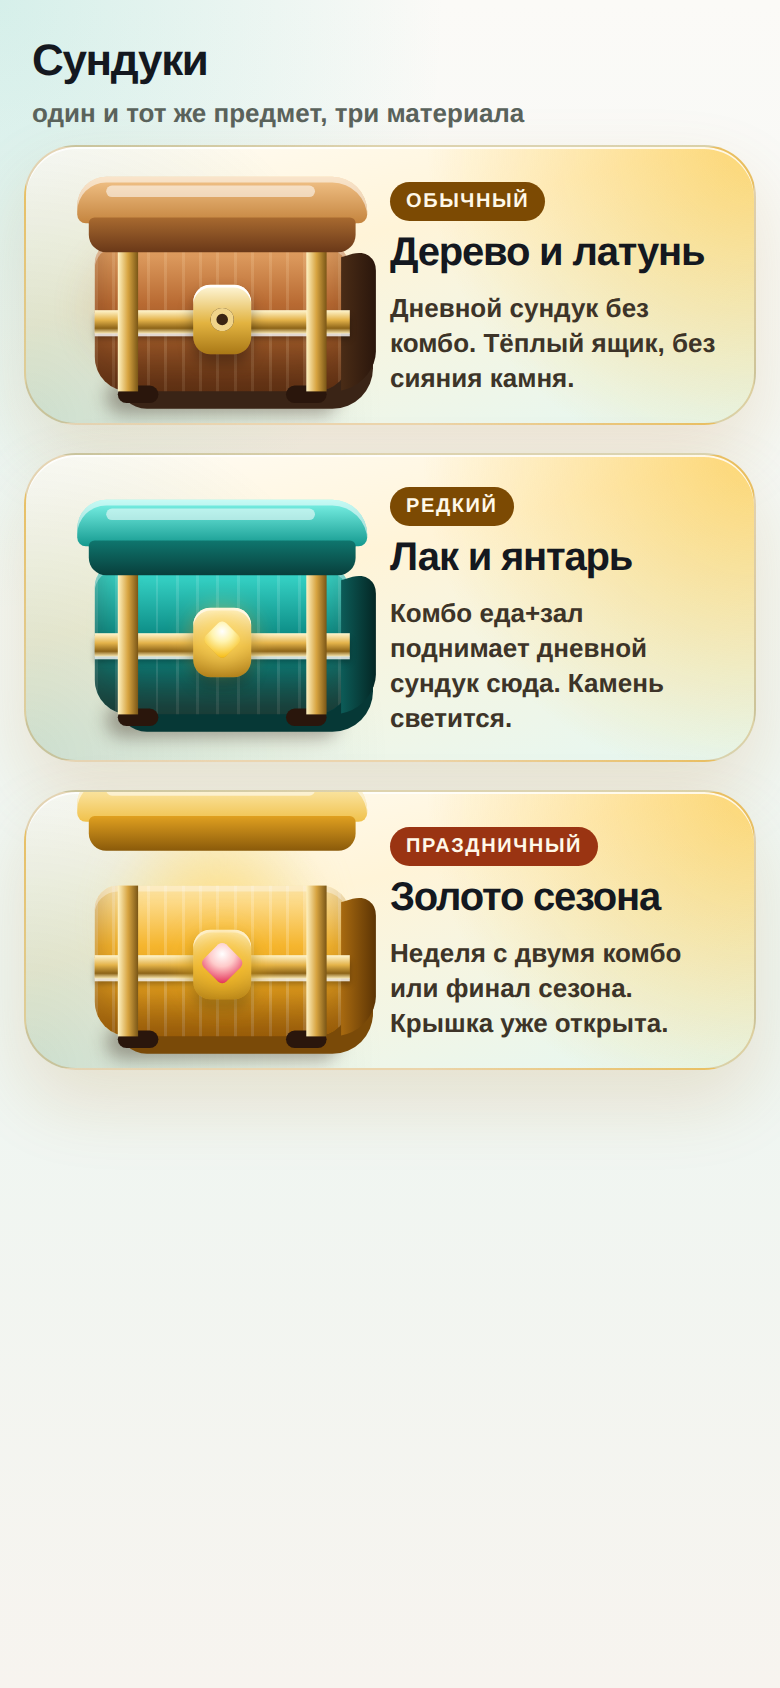 Сундуки
один и тот же предмет, три материала
ОБЫЧНЫЙ
Дерево и латунь
Дневной сундук без
комбо. Тёплый ящик, без
сияния камня.
РЕДКИЙ
Лак и янтарь
Комбо еда+зал
поднимает дневной
сундук сюда. Камень
светится.
ПРАЗДНИЧНЫЙ
Золото сезона
Неделя с двумя комбо
или финал сезона.
Крышка уже открыта.